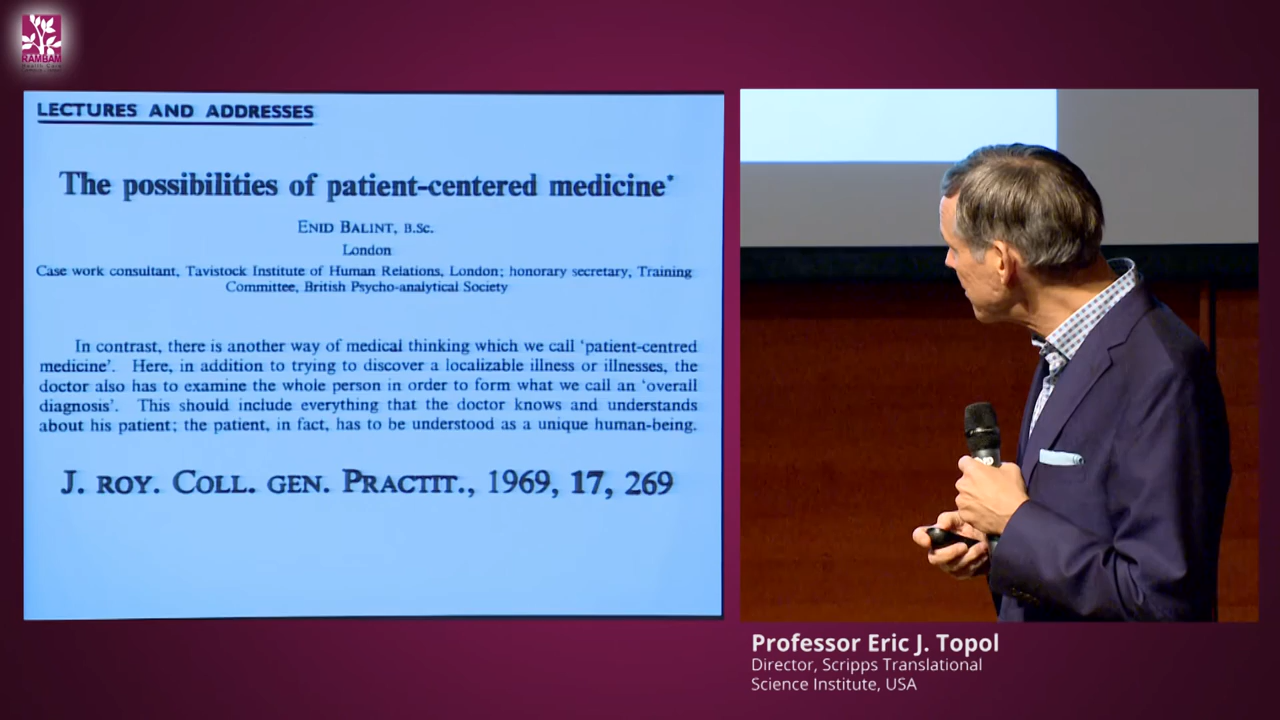 RAMBAM
Health Care
LECTURES AND ADDRESSES
The possibilities of patient-centered medicine*
ENID BALINT, B.Sc.
London
Case work consultant, Tavistock Institute of Human Relations, London; honorary secretary, Training
Committee, British Psycho-analytical Society
In contrast, there is another way of medical thinking which we call ‘patient-centred
medicine’. Here, in addition to trying to discover a localizable illness or illnesses, the
doctor also has to examine the whole person in order to form what we call an ‘overall
diagnosis’. This should include everything that the doctor knows and understands
about his patient; the patient, in fact, has to be understood as a unique human-being.
J. ROY. COLL. GEN. PRACTIT., 1969, 17, 269
Professor Eric J. Topol
Director, Scripps Translational
Science Institute, USA